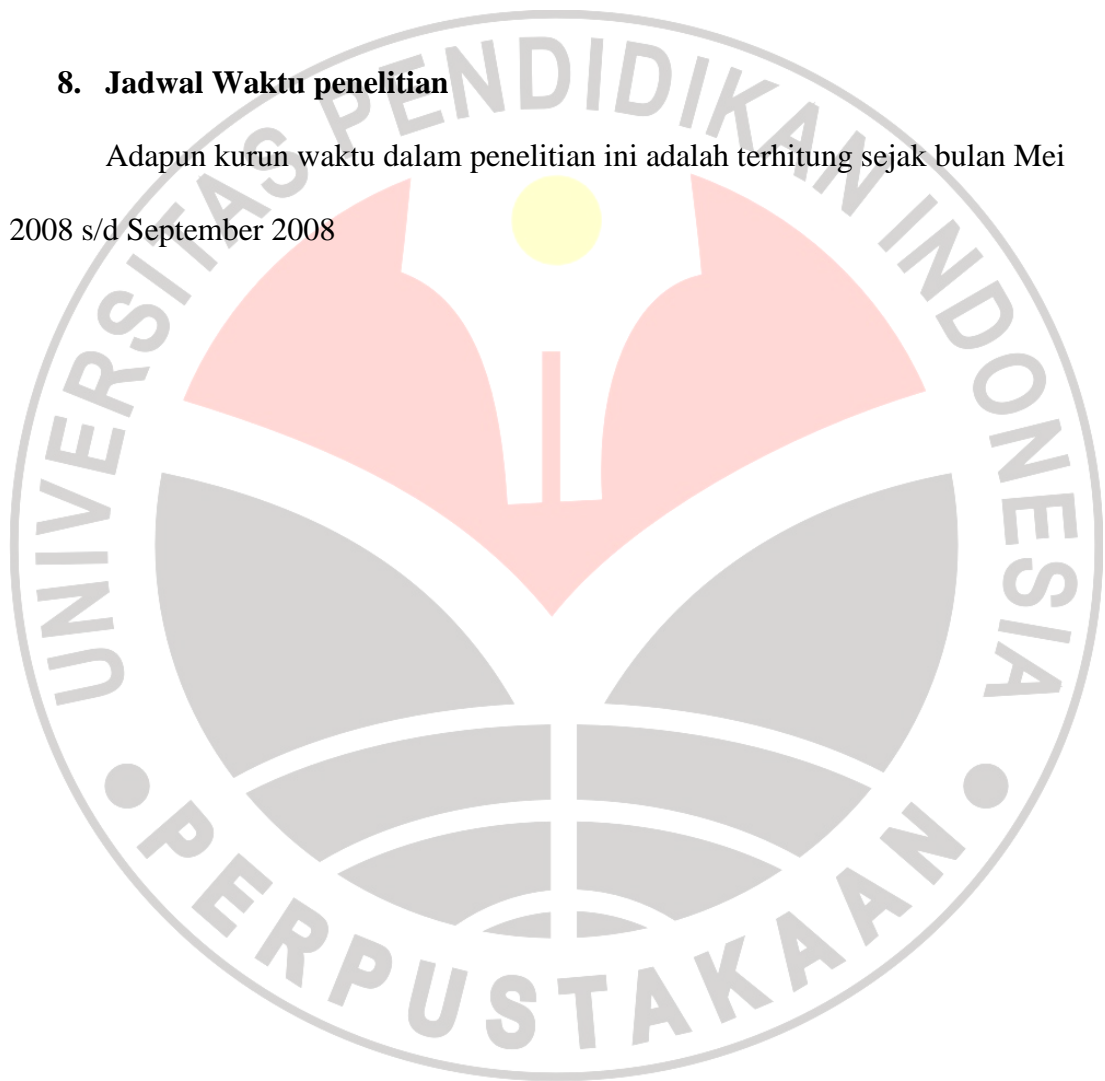 8. Jadwal Waktu penelitian
Adapun kurun waktu dalam penelitian ini adalah terhitung sejak bulan Mei
2008 s/d September 2008
UNIVERSITAS PENDIDIKAN INDONESIA
PERPUSTAKAAN